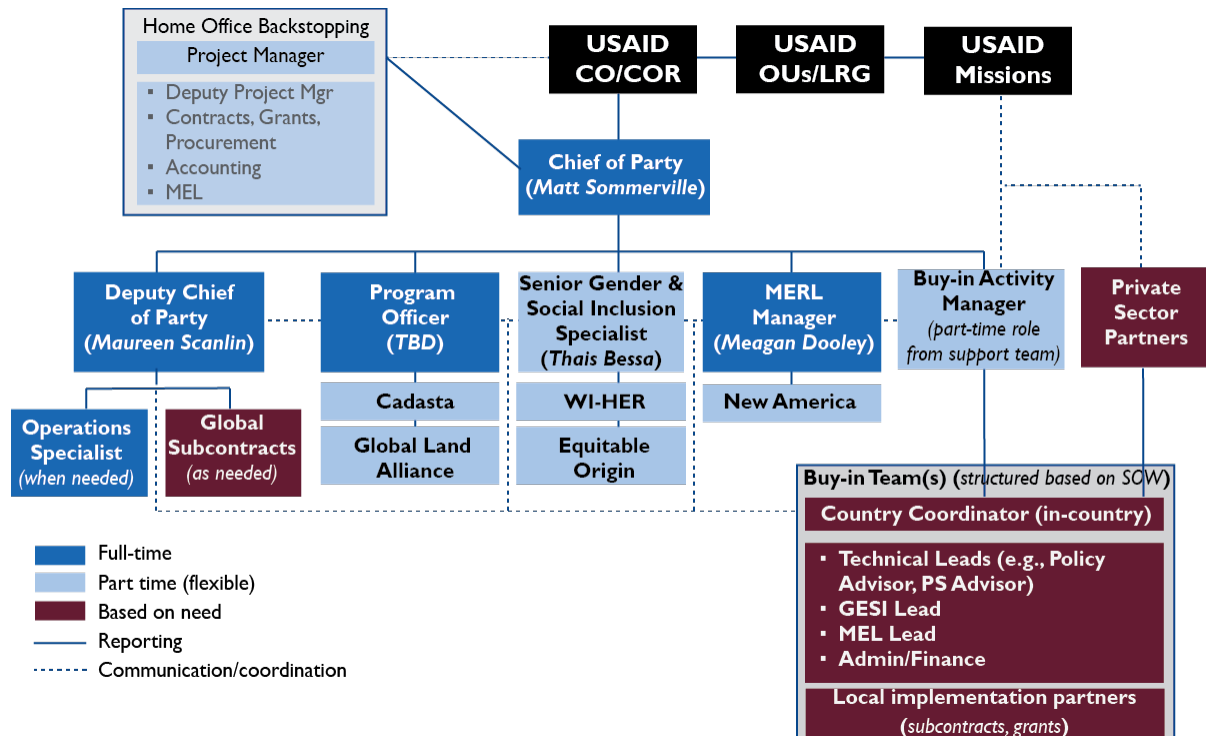 Home Office Backstopping
Project Manager
▪ Deputy Project Mgr
▪ Contracts, Grants,
Procurement
▪ Accounting
▪ MEL
USAID
CO/COR
USAID
OUs/LRG
USAID
Missions
Chief of Party
(Matt Sommerville)
Deputy Chief
of Party
(Maureen Scanlin)
Program
Officer
(TBD)
Senior Gender &
Social Inclusion
Specialist
(Thais Bessa)
MERL
Manager
(Meagan Dooley)
Buy-in Activity
Manager
(part-time role
from support team)
Private
Sector
Partners
Operations
Specialist
(when needed)
Global
Subcontracts
(as needed)
Cadasta
Global Land
Alliance
WI-HER
Equitable
Origin
New America
Buy-in Team(s) (structured based on SOW)
Country Coordinator (in-country)
▪ Technical Leads (e.g., Policy
Advisor, PS Advisor)
▪ GESI Lead
▪ MEL Lead
▪ Admin/Finance
Local implementation partners
(subcontracts, grants)
Full-time
Part time (flexible)
Based on need
Reporting
Communication/coordination